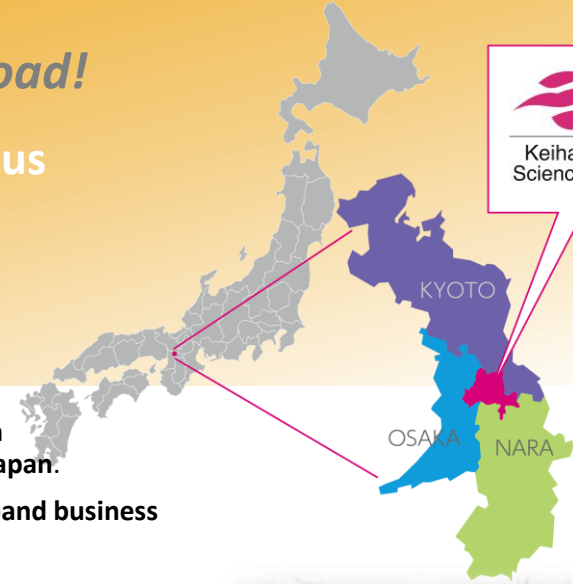 oad!
us
Keiha
Scienc
KYOTO
OSAKA
NARA
apan.
and business